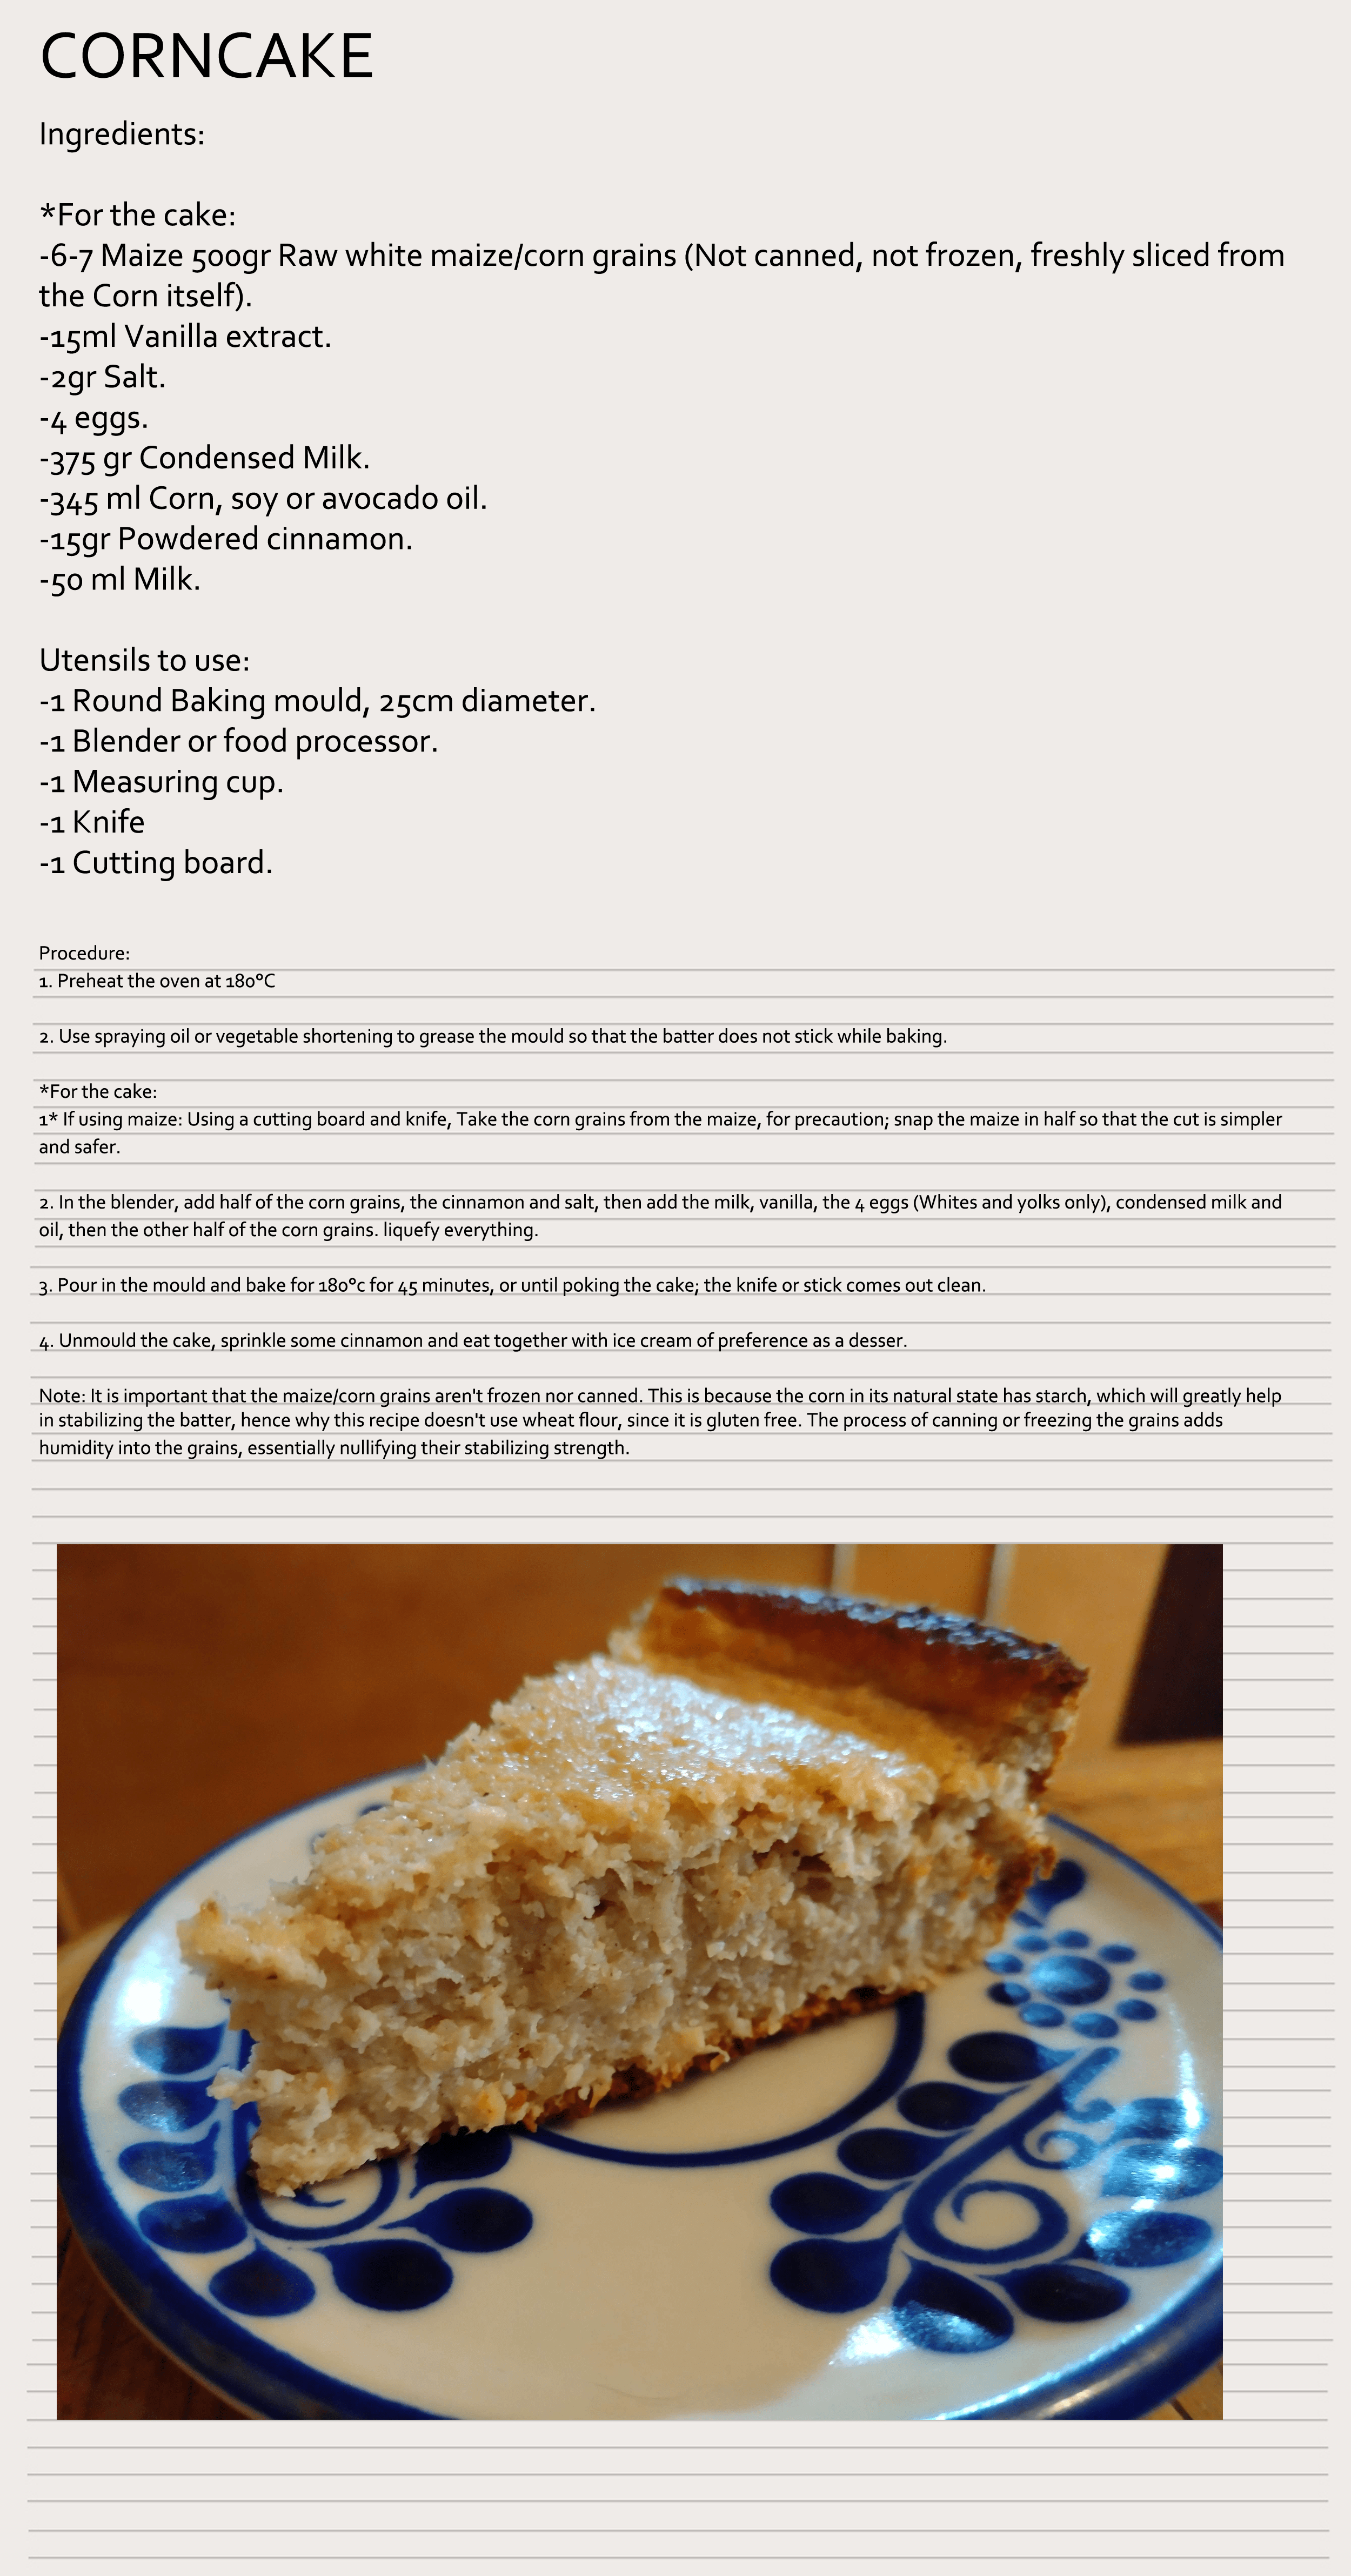 CORNCAKE
Ingredients:
*For the cake:
-6-7 Maize 500gr Raw white maize/corn grains (Not canned, not frozen, freshly sliced from
the Corn itself).
-15ml Vanilla extract.
-2gr Salt.
-4 eggs.
-375 gr Condensed Milk.
-345 ml Corn, soy or avocado oil.
-15gr Powdered cinnamon.
-50 ml Milk.
Utensils to use:
-1 Round Baking mould, 25cm diameter.
-1 Blender or food processor.
-1 Measuring cup.
-1 Knife
-1 Cutting board.
Procedure:
1. Preheat the oven at 180°C
2. Use spraying oil or vegetable shortening to grease the mould so that the batter does not stick while baking.
*For the cake:
1* If using maize: Using a cutting board and knife, Take the corn grains from the maize, for precaution; snap the maize in half so that the cut is simpler
and safer.
2. In the blender, add half of the corn grains, the cinnamon and salt, then add the milk, vanilla, the 4 eggs (Whites and yolks only), condensed milk and
oil, then the other half of the corn grains. liquefy everything.
3. Pour in the mould and bake for 180°c for 45 minutes, or until poking the cake; the knife or stick comes out clean.
4. Unmould the cake, sprinkle some cinnamon and eat together with ice cream of preference as a desser.
Note: It is important that the maize/corn grains aren't frozen nor canned. This is because the corn in its natural state has starch, which will greatly help
in stabilizing the batter, hence why this recipe doesn't use wheat flour, since it is gluten free. The process of canning or freezing the grains adds
humidity into the grains, essentially nullifying their stabilizing strength.